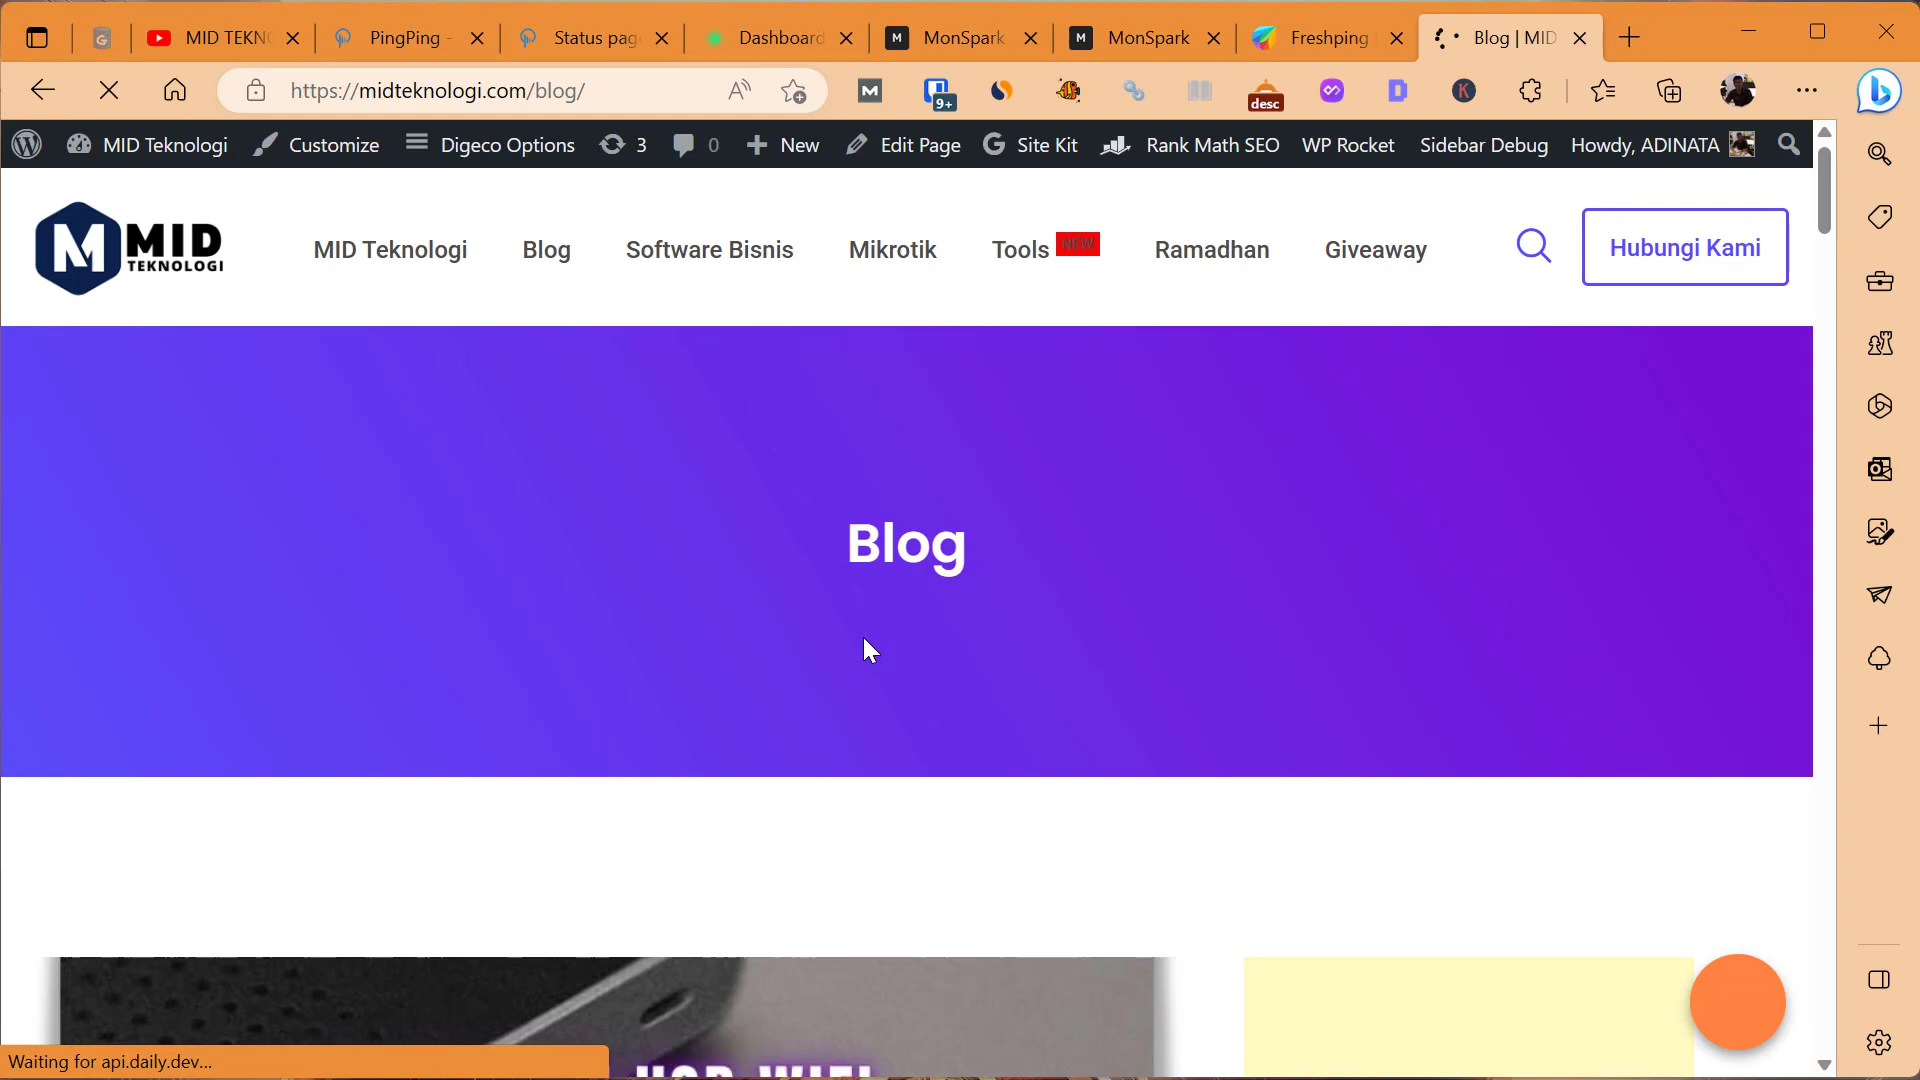 MID TEKNO
PingPing -
Status pag
Dashboard
MonSpark
MonSpark
Freshping
Blog | MID
https://midteknologi.com/blog/
9+
desc
K
MID Teknologi
Customize
Digeco Options
3
0
New
Edit Page
Site Kit
Rank Math SEO
WP Rocket
Sidebar Debug
Howdy, ADINATA
MID
TEKNOLOGI
MID Teknologi
Blog
Software Bisnis
Mikrotik
Tools
NEW
Ramadhan
Giveaway
Hubungi Kami
Blog
Waiting for api.daily.dev...